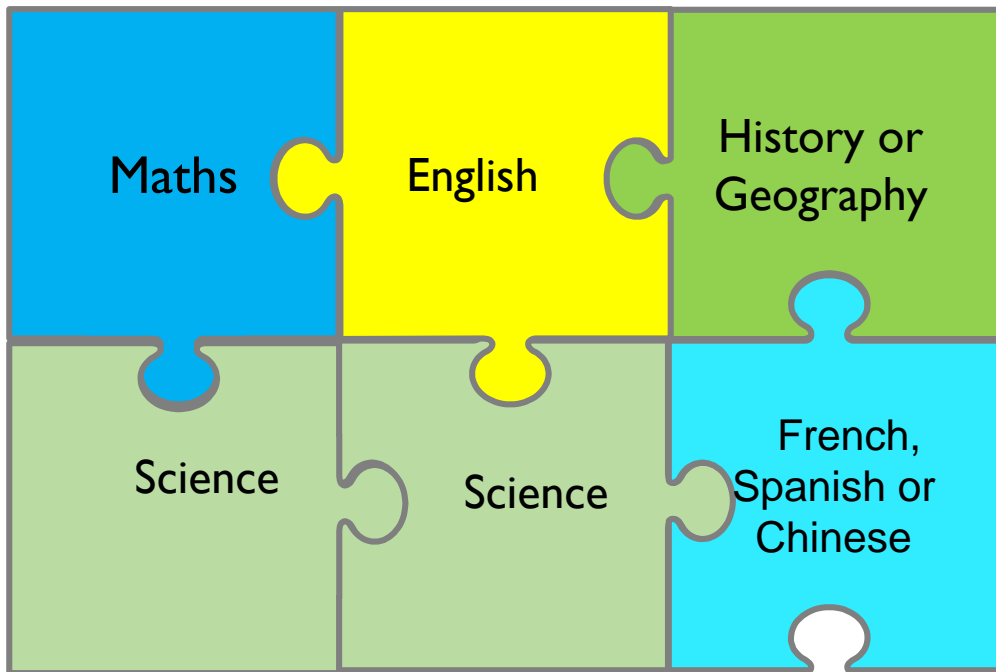 Maths
English
History or
Geography
Science
Science
French,
Spanish or
Chinese